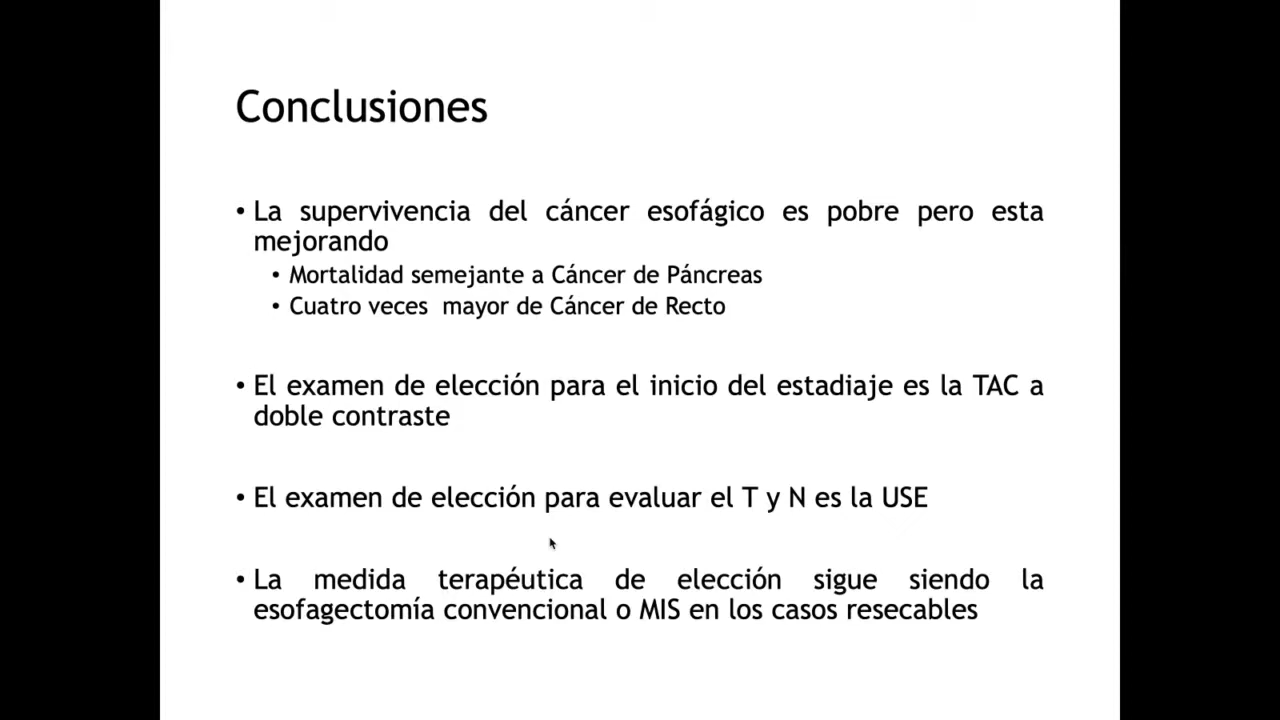 Conclusiones
• La supervivencia del cáncer esofágico es pobre pero esta
mejorando
• Mortalidad semejante a Cáncer de Páncreas
• Cuatro veces  mayor de Cáncer de Recto
• El examen de elección para el inicio del estadiaje es la TAC a
doble contraste
• El examen de elección para evaluar el T y N es la USE
• La medida terapéutica de elección sigue siendo la
esofagectomía convencional o MIS en los casos resecables